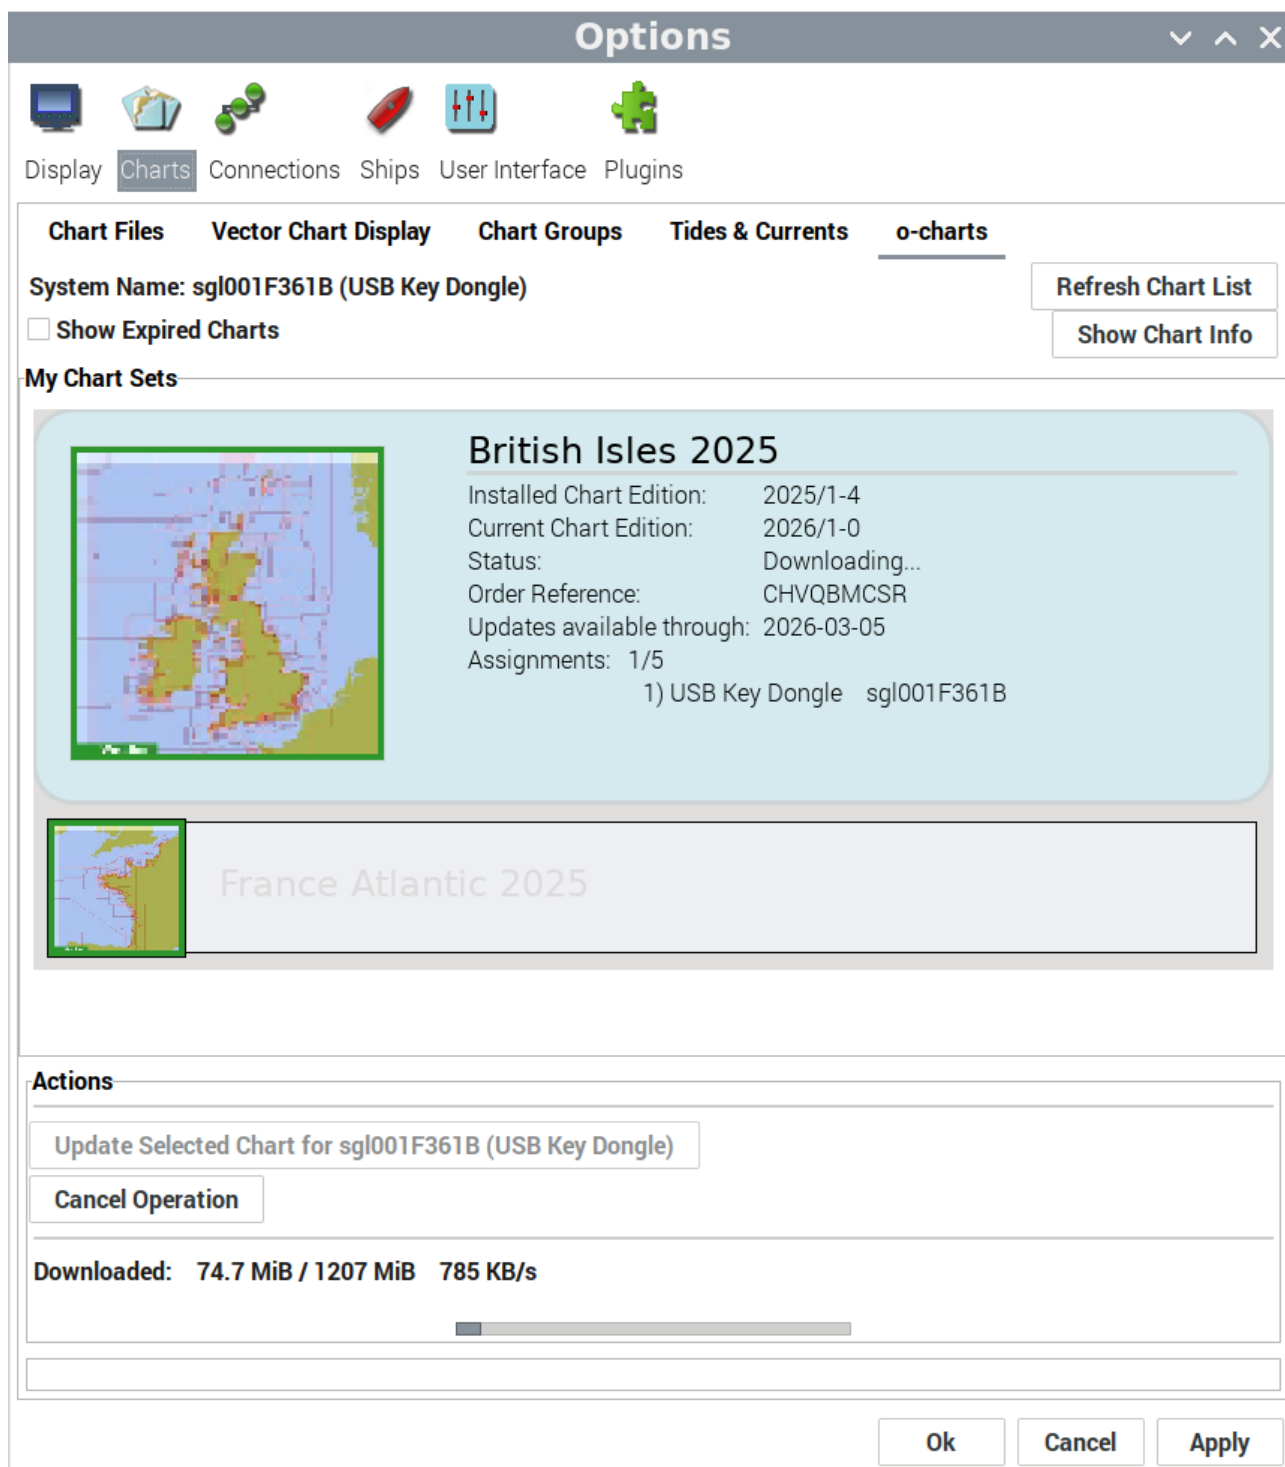 Options
Display Charts Connections Ships User Interface Plugins
Chart Files Vector Chart Display Chart Groups Tides & Currents o-charts
System Name: sgl001F361B (USB Key Dongle)
Refresh Chart List
Show Expired Charts
Show Chart Info
My Chart Sets
British Isles 2025
Installed Chart Edition: 2025/1-4
Current Chart Edition: 2026/1-0
Status: Downloading...
Order Reference: CHVQBMCSR
Updates available through: 2026-03-05
Assignments: 1/5
1) USB Key Dongle sgl001F361B
France Atlantic 2025
Actions
Update Selected Chart for sgl001F361B (USB Key Dongle)
Cancel Operation
Downloaded: 74.7 MiB / 1207 MiB 785 KB/s
Ok Cancel Apply